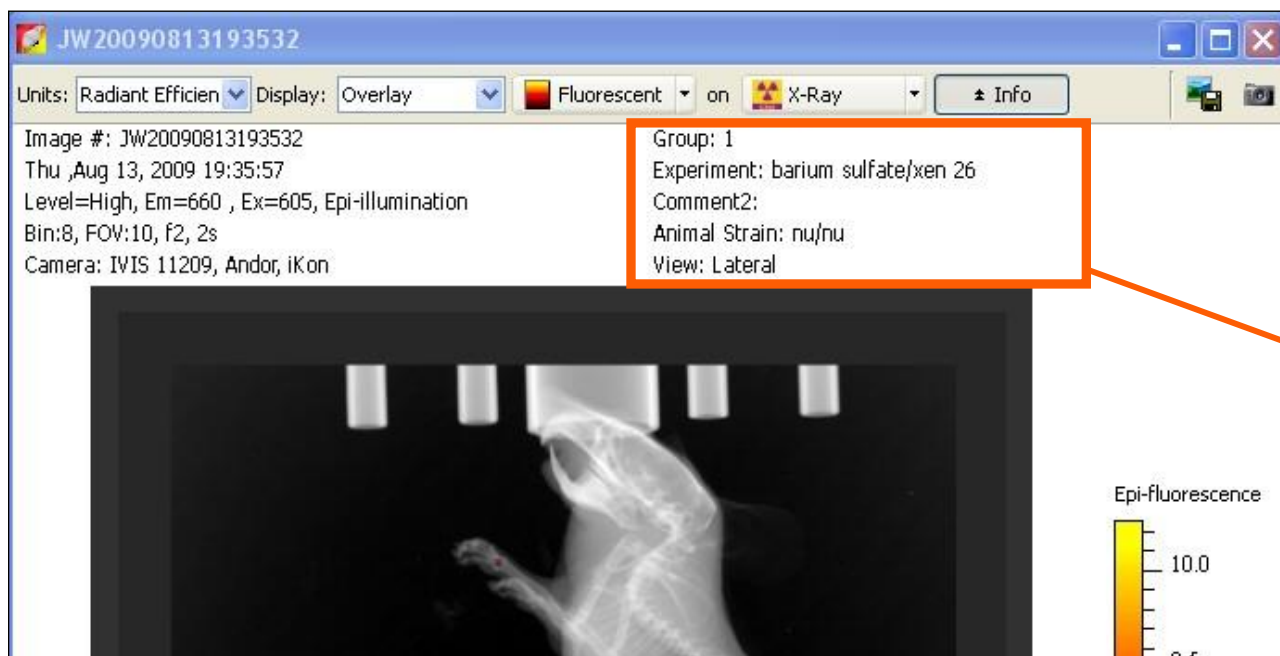 JW20090813193532
Units: Radiant Efficien Display: Overlay Fluorescent on X-Ray Info
Image #: JW20090813193532
Thu ,Aug 13, 2009 19:35:57
Level=High, Em=660 , Ex=605, Epi-illumination
Bin:8, FOV:10, f2, 2s
Camera: IVIS 11209, Andor, iKon
Group: 1
Experiment: barium sulfate/xen 26
Comment2:
Animal Strain: nu/nu
View: Lateral
Epi-fluorescence
10.0